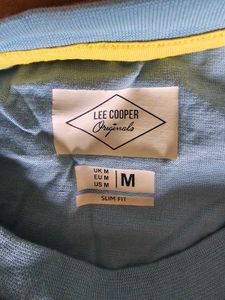 LEE COOPER
Originals
UK M
EU M
US M
M
SLIM FIT